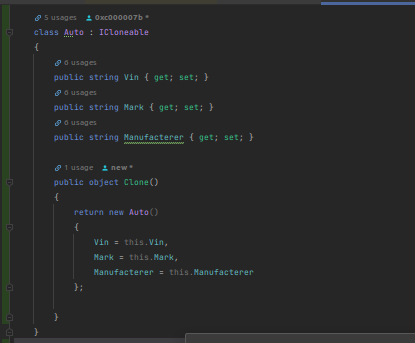 5 usages 0xc000007b *
class Auto : ICloneable
{
6 usages
public string Vin { get; set; }
6 usages
public string Mark { get; set; }
6 usages
public string Manufacterer { get; set; }
1 usage new *
public object Clone()
{
return new Auto()
{
Vin = this.Vin,
Mark = this.Mark,
Manufacterer = this.Manufacterer
};
}
}